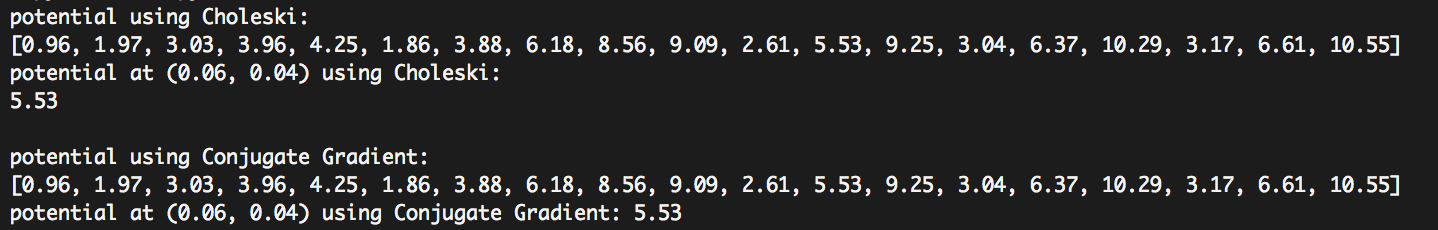 potential using Choleski:
[0.96, 1.97, 3.03, 3.96, 4.25, 1.86, 3.88, 6.18, 8.56, 9.09, 2.61, 5.53, 9.25, 3.04, 6.37, 10.29, 3.17, 6.61, 10.55]
potential at (0.06, 0.04) using Choleski:
5.53
potential using Conjugate Gradient:
[0.96, 1.97, 3.03, 3.96, 4.25, 1.86, 3.88, 6.18, 8.56, 9.09, 2.61, 5.53, 9.25, 3.04, 6.37, 10.29, 3.17, 6.61, 10.55]
potential at (0.06, 0.04) using Conjugate Gradient: 5.53